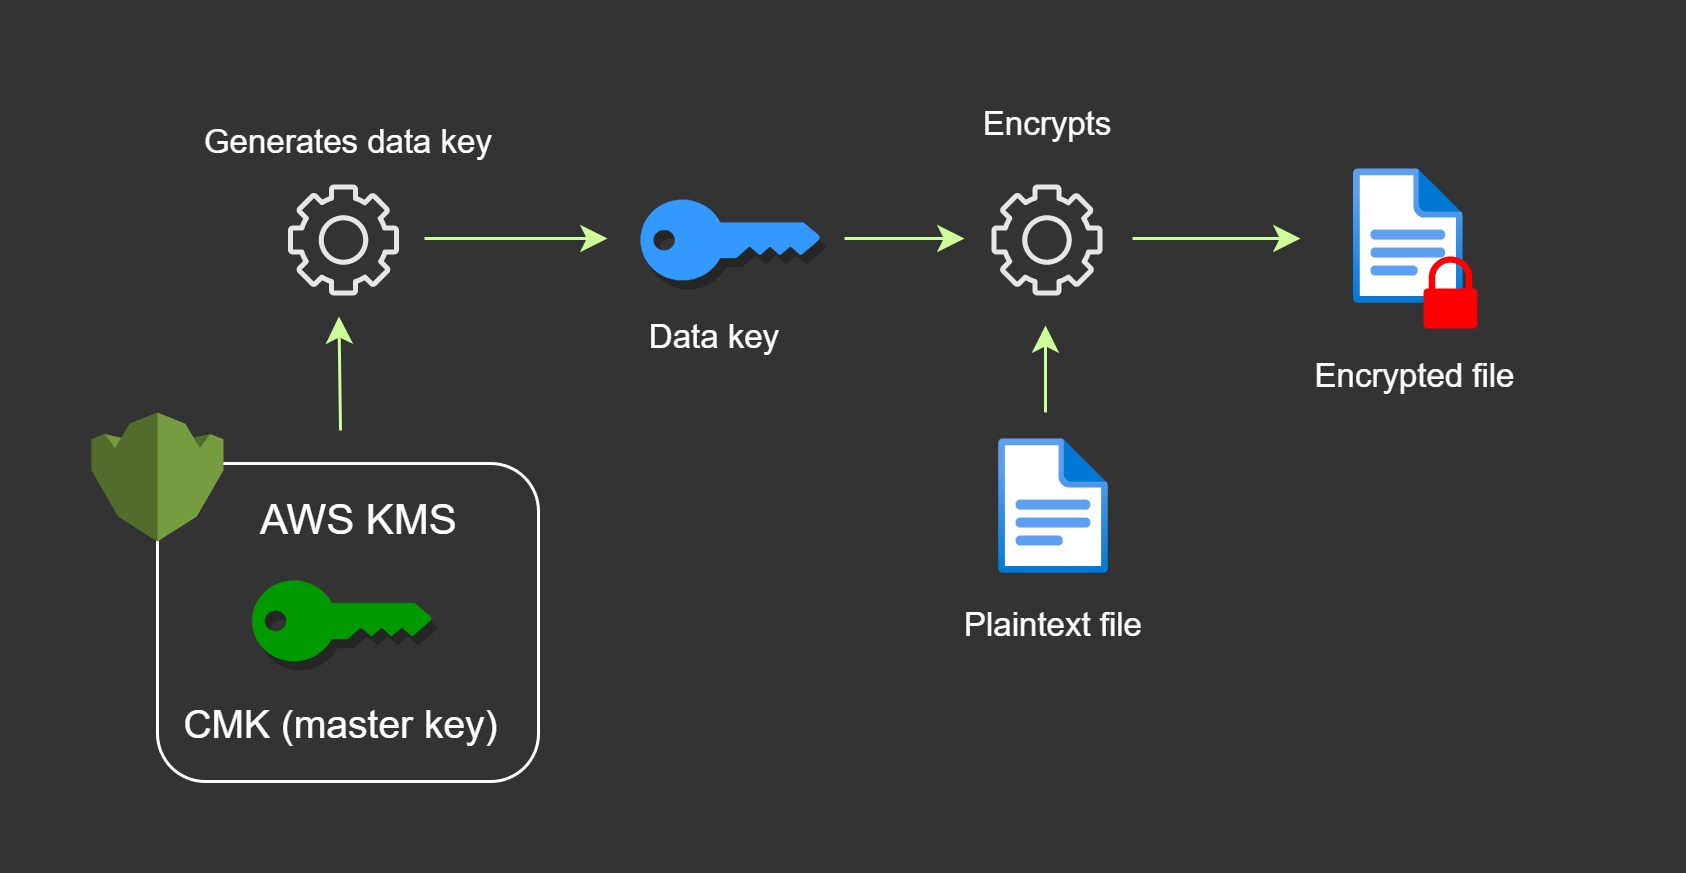 Generates data key
Encrypts
Data key
Encrypted file
AWS KMS
Plaintext file
CMK (master key)